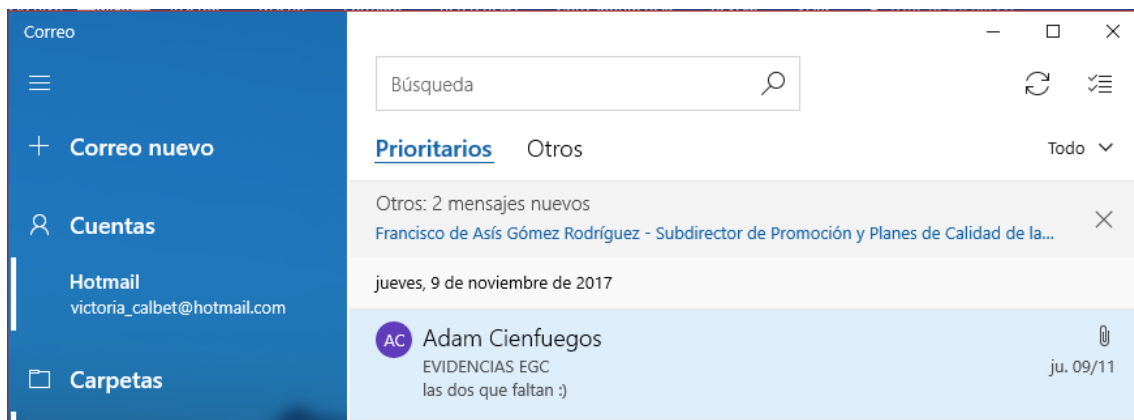 Correo
Búsqueda
Correo nuevo
Prioritarios Otros Todo
Otros: 2 mensajes nuevos
Francisco de Asís Gómez Rodríguez - Subdirector de Promoción y Planes de Calidad de la...
Cuentas
Hotmail
victoria_calbet@hotmail.com
jueves, 9 de noviembre de 2017
AC Adam Cienfuegos
EVIDENCIAS EGC ju. 09/11
las dos que faltan :)
Carpetas